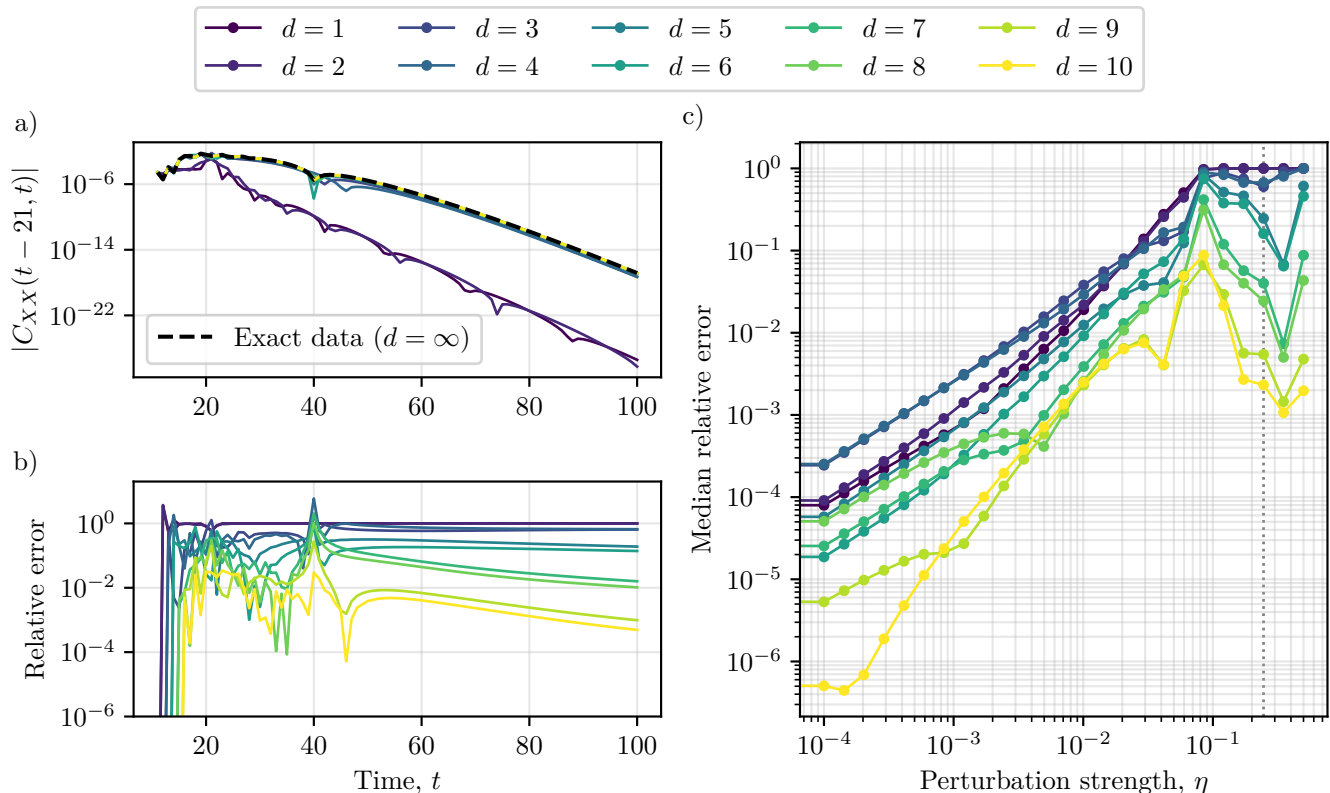 d = 1 d = 3 d = 5 d = 7 d = 9
d = 2 d = 4 d = 6 d = 8 d = 10
a)
|C_{XX}(t − 21, t)|
10^{−6}
10^{−14}
10^{−22}
Exact data (d = ∞)
20 40 60 80 100
b)
Relative error
10^{0}
10^{−2}
10^{−4}
10^{−6}
20 40 60 80 100
Time, t
c)
Median relative error
10^{0}
10^{−1}
10^{−2}
10^{−3}
10^{−4}
10^{−5}
10^{−6}
10^{−4} 10^{−3} 10^{−2} 10^{−1}
Perturbation strength, η